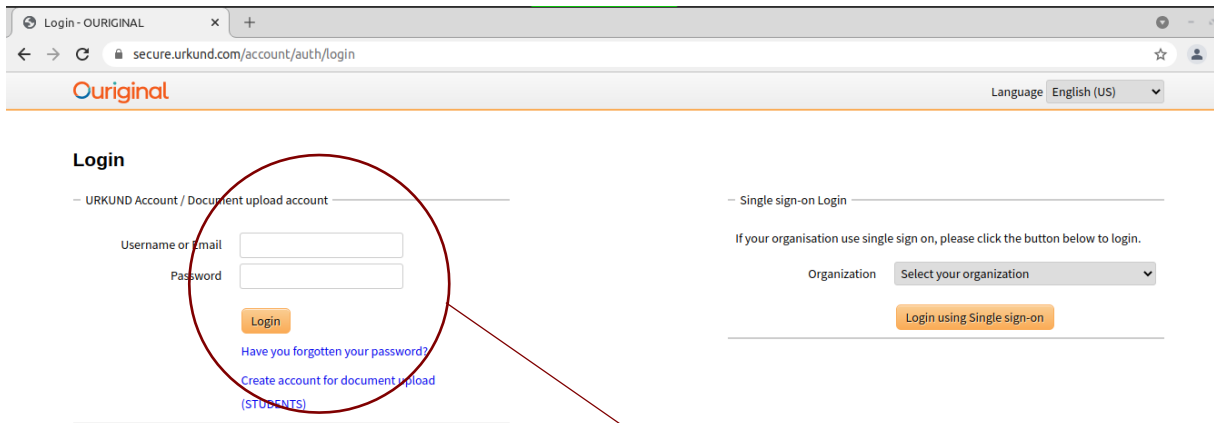 Login - OURIGINAL
secure.urkund.com/account/auth/login
Ouriginal
Language English (US)
Login
URKUND Account / Document upload account
Username or Email
Password
Login
Have you forgotten your password?
Create account for document upload
(STUDENTS)
Single sign-on Login
If your organisation use single sign on, please click the button below to login.
Organization Select your organization
Login using Single sign-on